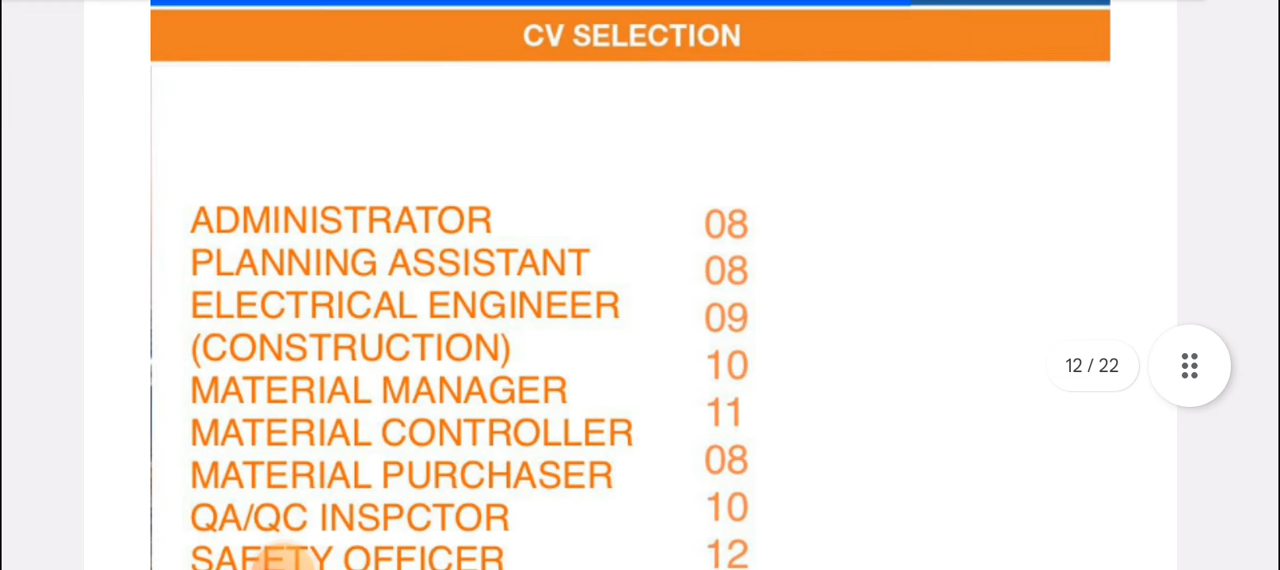 CV SELECTION
ADMINISTRATOR 08
PLANNING ASSISTANT 08
ELECTRICAL ENGINEER 09
(CONSTRUCTION) 10
MATERIAL MANAGER 11
MATERIAL CONTROLLER 08
MATERIAL PURCHASER 10
QA/QC INSPCTOR 12
SAFETY OFFICER
12 / 22